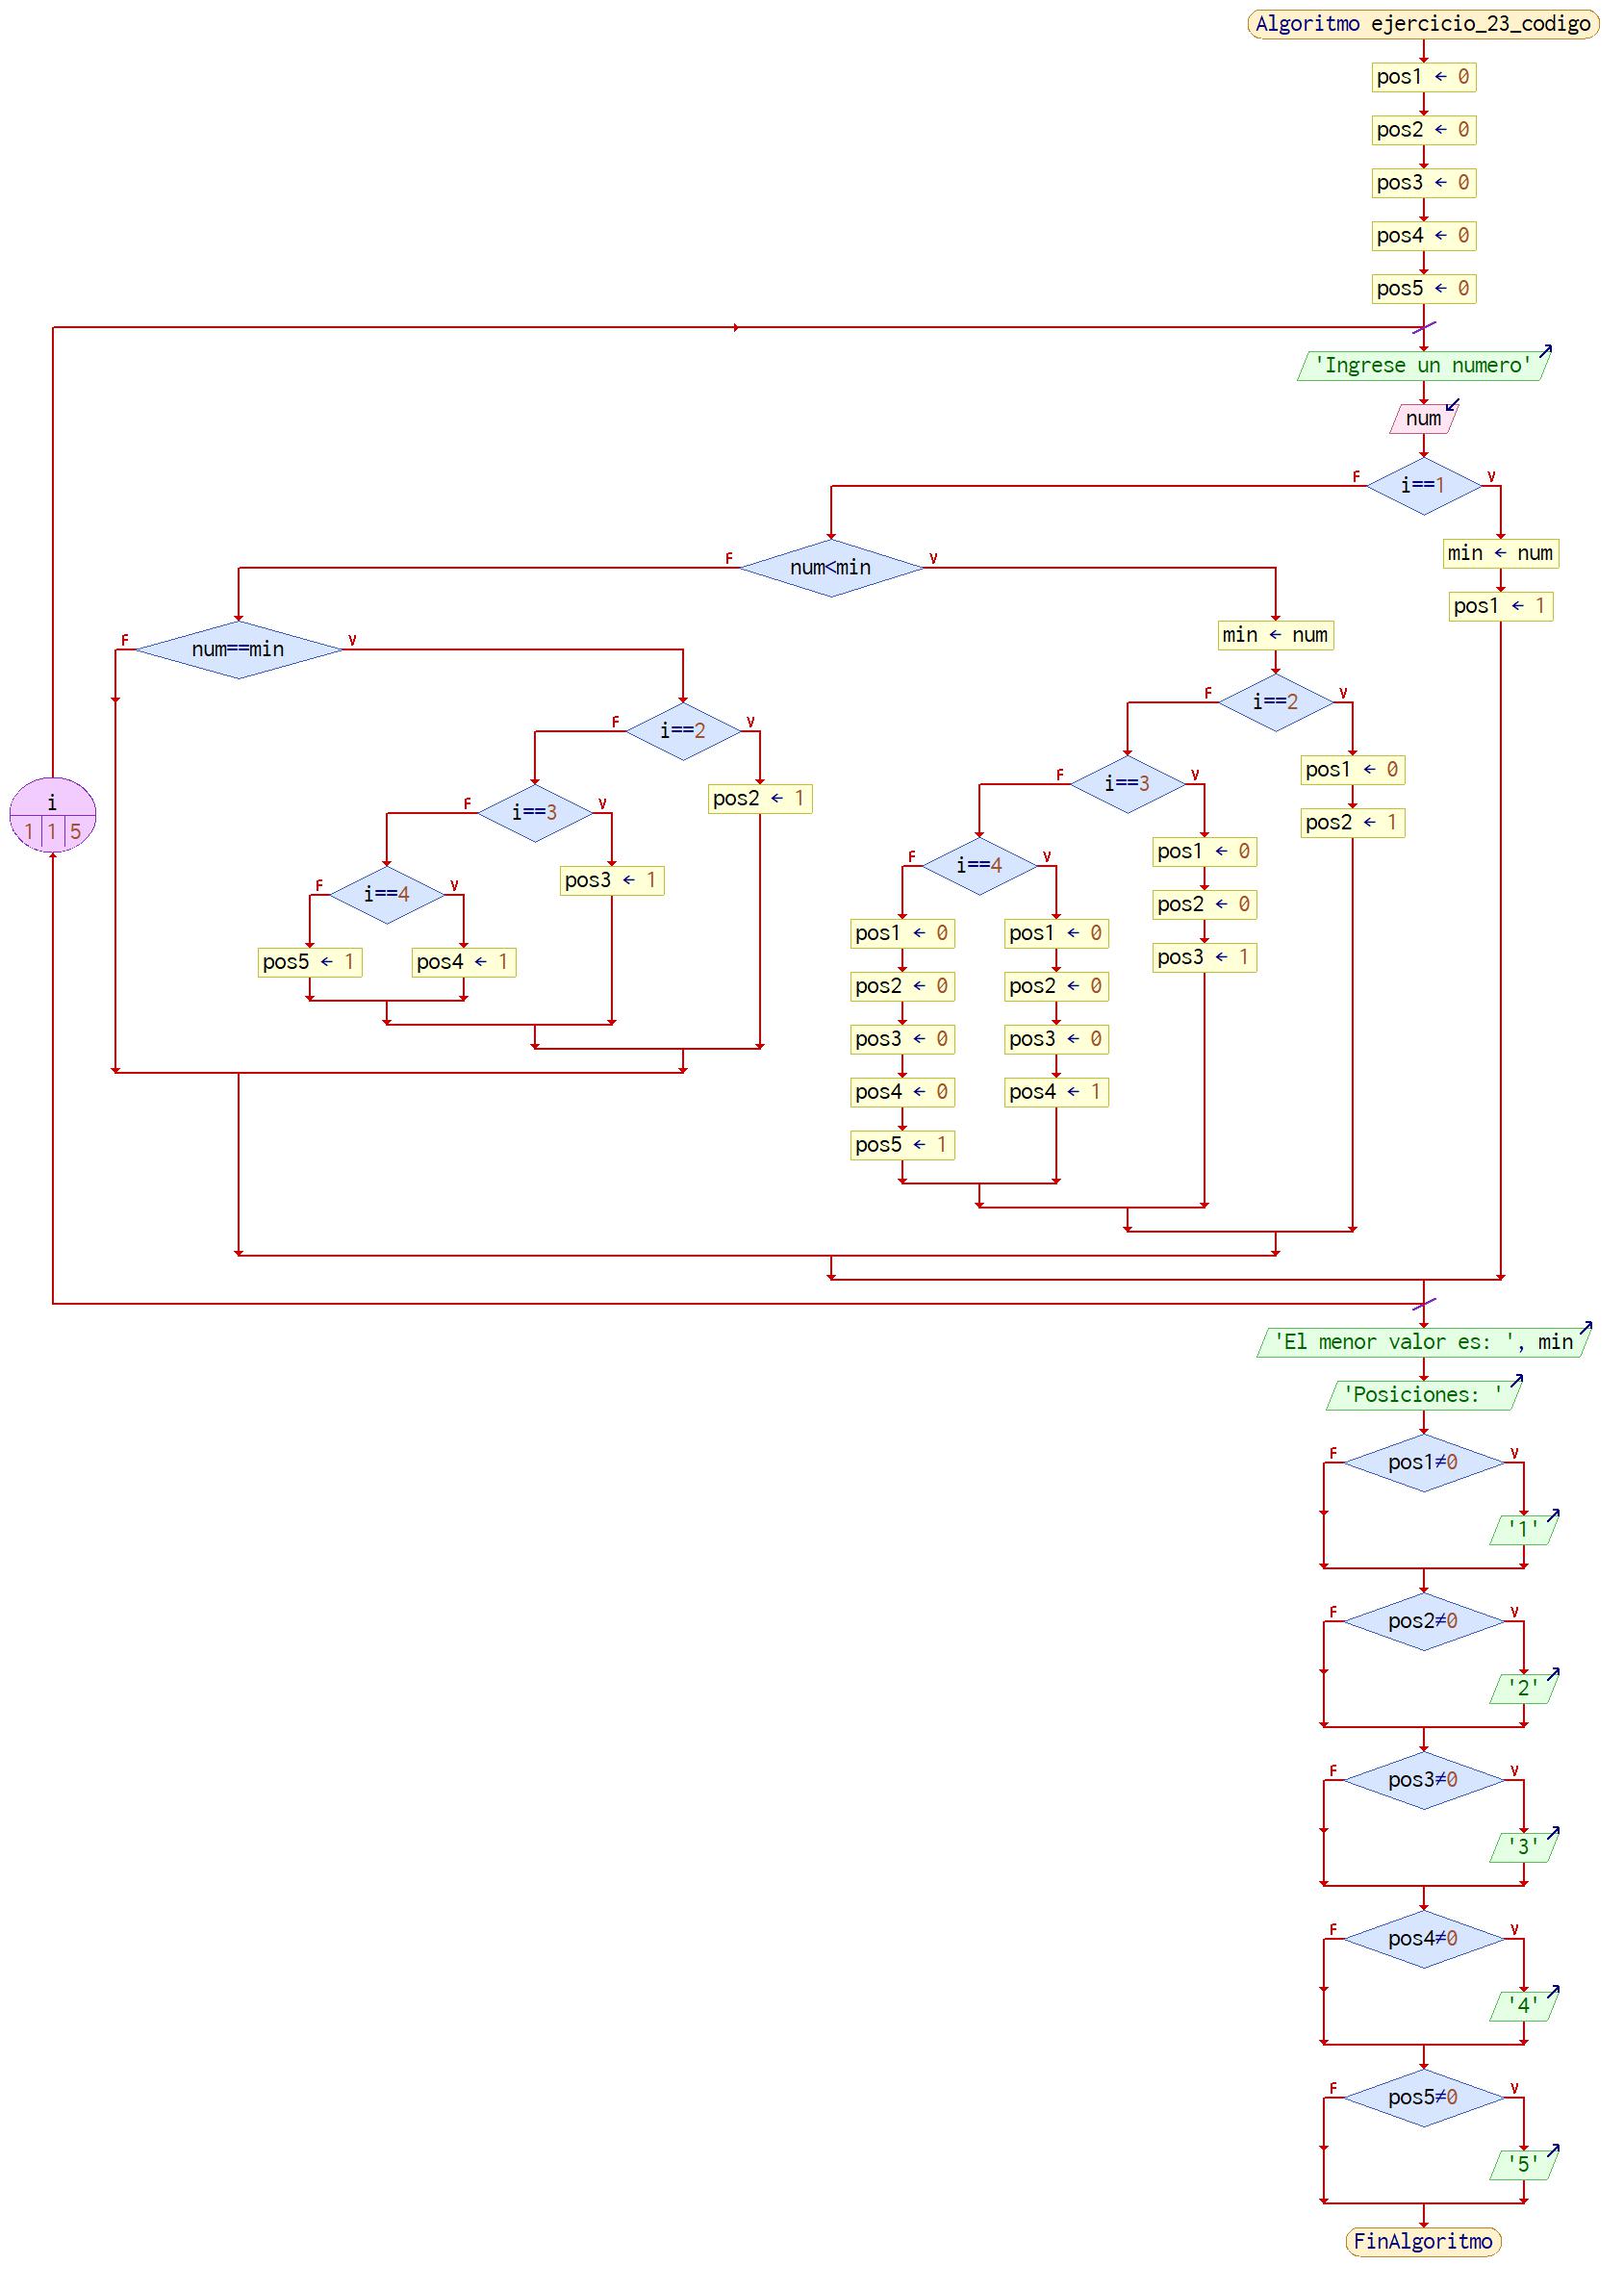 Algoritmo ejercicio_23_codigo
pos1 ← 0
pos2 ← 0
pos3 ← 0
pos4 ← 0
pos5 ← 0
'Ingrese un numero'
num
F i==1 V
min ← num
pos1 ← 1
F num<min V
F num==min V
min ← num
F i==2 V
F i==2 V
pos1 ← 0
pos2 ← 1
F i==3 V
pos1 ← 0
pos2 ← 0
pos3 ← 1
F i==4 V
pos1 ← 0
pos2 ← 0
pos3 ← 0
pos4 ← 0
pos5 ← 1
pos1 ← 0
pos2 ← 0
pos3 ← 0
pos4 ← 1
pos2 ← 1
F i==3 V
pos3 ← 1
F i==4 V
pos5 ← 1
pos4 ← 1
i
1 1 5
'El menor valor es: ', min
'Posiciones: '
F pos1≠0 V
'1'
F pos2≠0 V
'2'
F pos3≠0 V
'3'
F pos4≠0 V
'4'
F pos5≠0 V
'5'
FinAlgoritmo